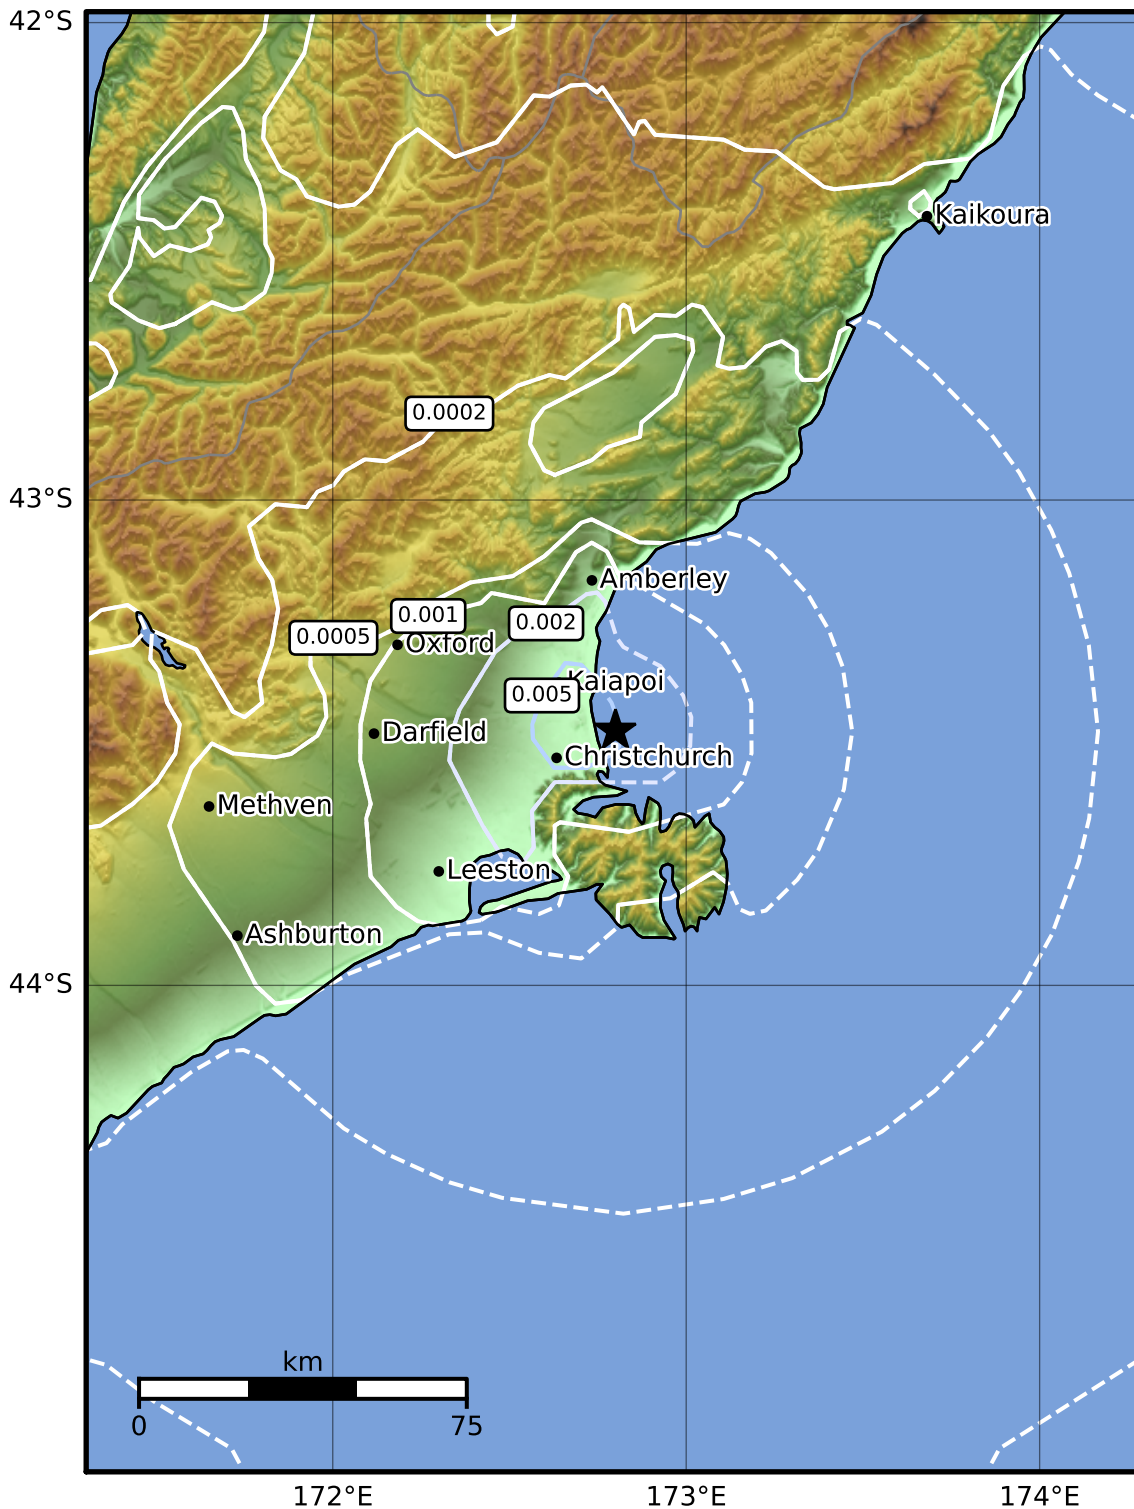 42°S
Kaikoura
0.0002
43°S
Amberley
0.001
0.002
0.0005
Oxford
Kaiapoi
0.005
Darfield
Christchurch
Methven
Leeston
Ashburton
44°S
km
0
75
172°E
173°E
174°E